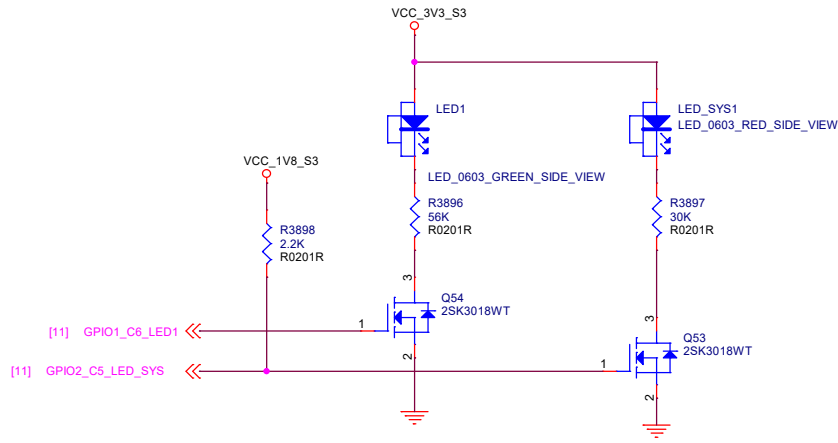 VCC_3V3_S3
LED1
LED_SYS1
LED_0603_RED_SIDE_VIEW
VCC_1V8_S3
LED_0603_GREEN_SIDE_VIEW
R3896
56K
R0201R
R3897
30K
R0201R
R3898
2.2K
R0201R
3
Q54
2SK3018WT
1
2
3
Q53
2SK3018WT
1
2
[11] GPIO1_C6_LED1
[11] GPIO2_C5_LED_SYS